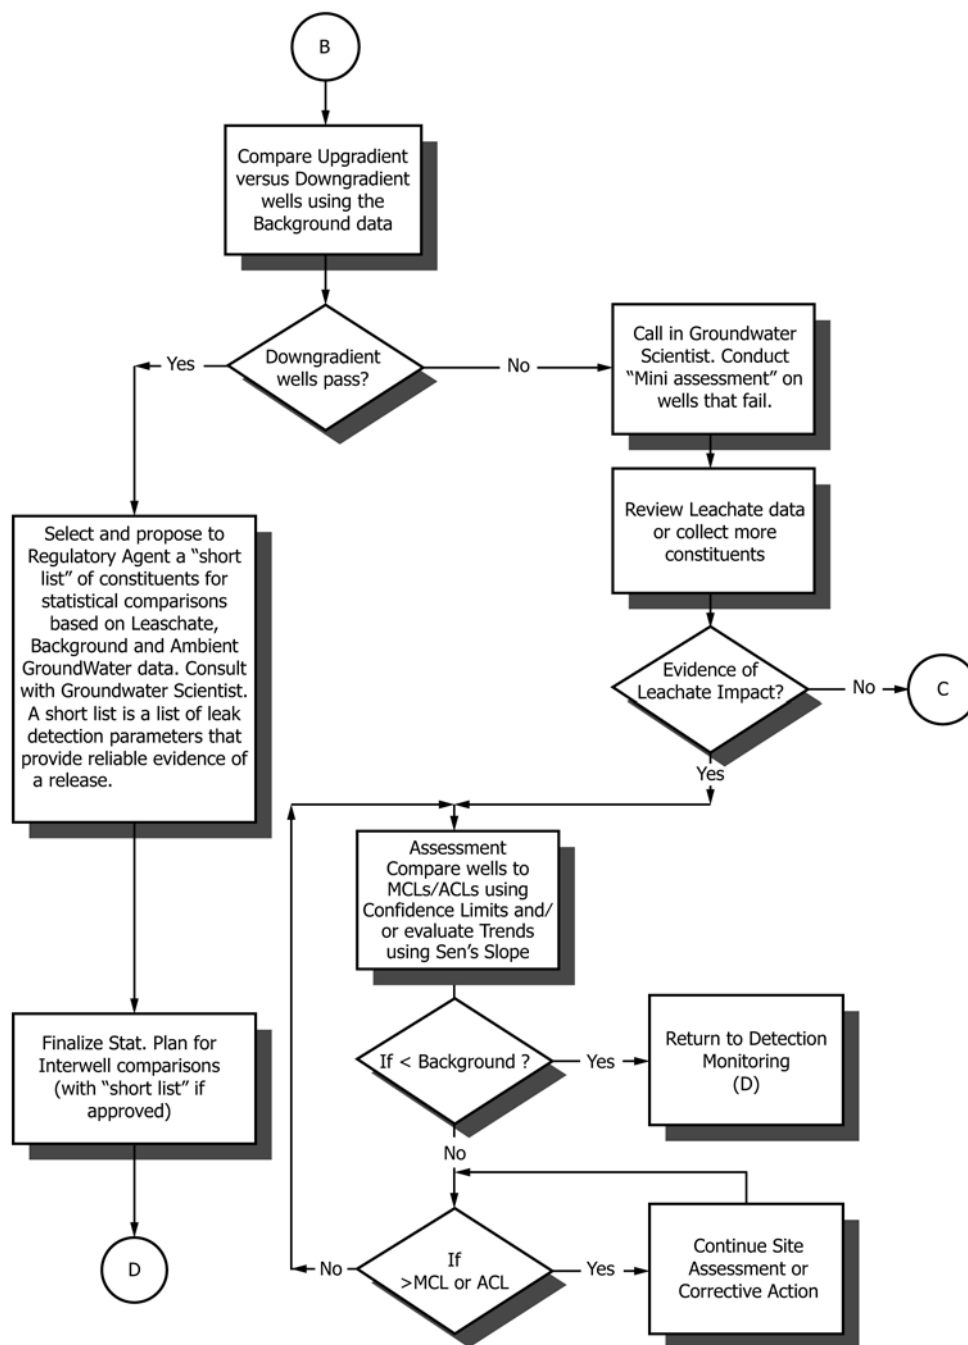 B
Compare Upgradient
versus Downgradient
wells using the
Background data
Downgradient
wells pass?
Yes
No
Call in Groundwater
Scientist. Conduct
“Mini assessment” on
wells that fail.
Review Leachate data
or collect more
constituents
Select and propose to
Regulatory Agent a “short
list” of constituents for
statistical comparisons
based on Leaschate,
Background and Ambient
GroundWater data. Consult
with Groundwater Scientist.
A short list is a list of leak
detection parameters that
provide reliable evidence of
a release.
Evidence of
Leachate Impact?
No
C
Yes
Assessment
Compare wells to
MCLs/ACLs using
Confidence Limits and/
or evaluate Trends
using Sen’s Slope
Finalize Stat. Plan for
Interwell comparisons
(with “short list” if
approved)
If < Background ?
Yes
Return to Detection
Monitoring
(D)
No
D
If
>MCL or ACL
No
Yes
Continue Site
Assessment or
Corrective Action